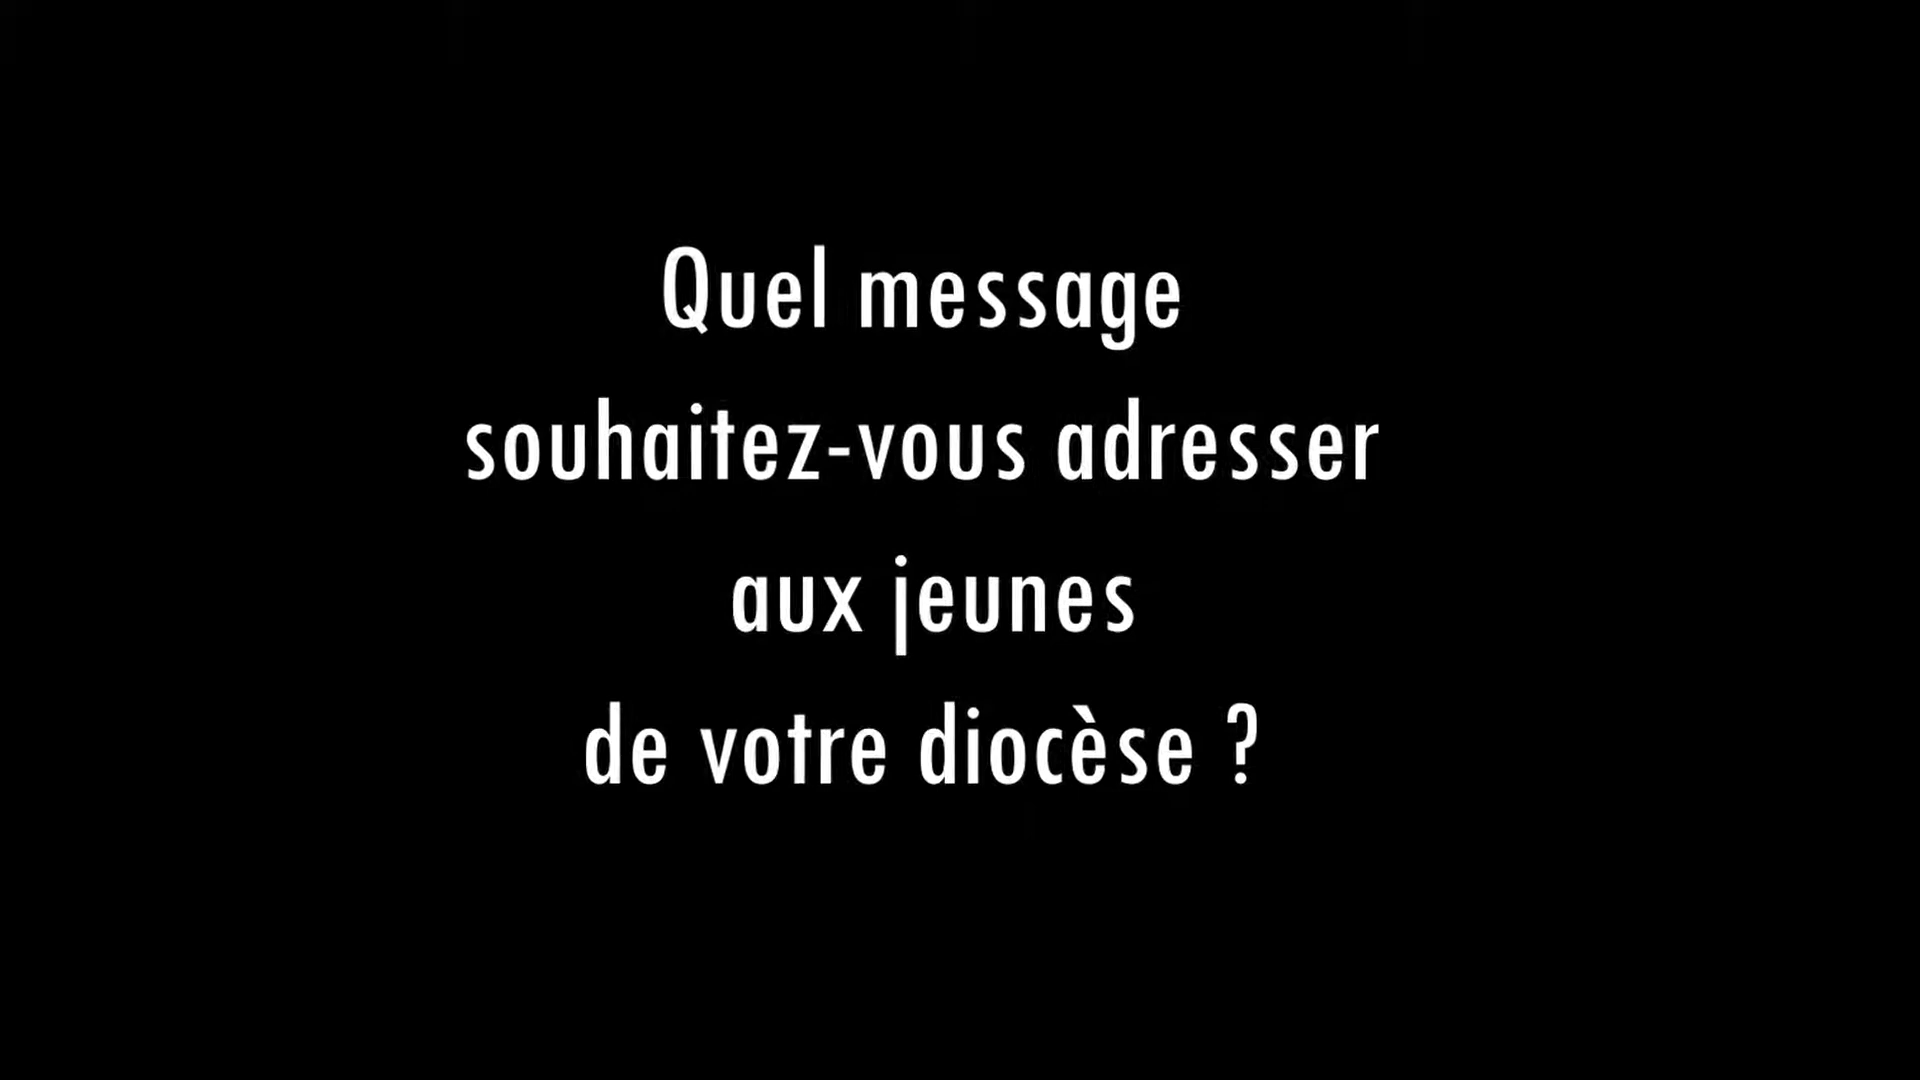 Quel message
souhaitez-vous adresser
aux jeunes
de votre diocèse ?